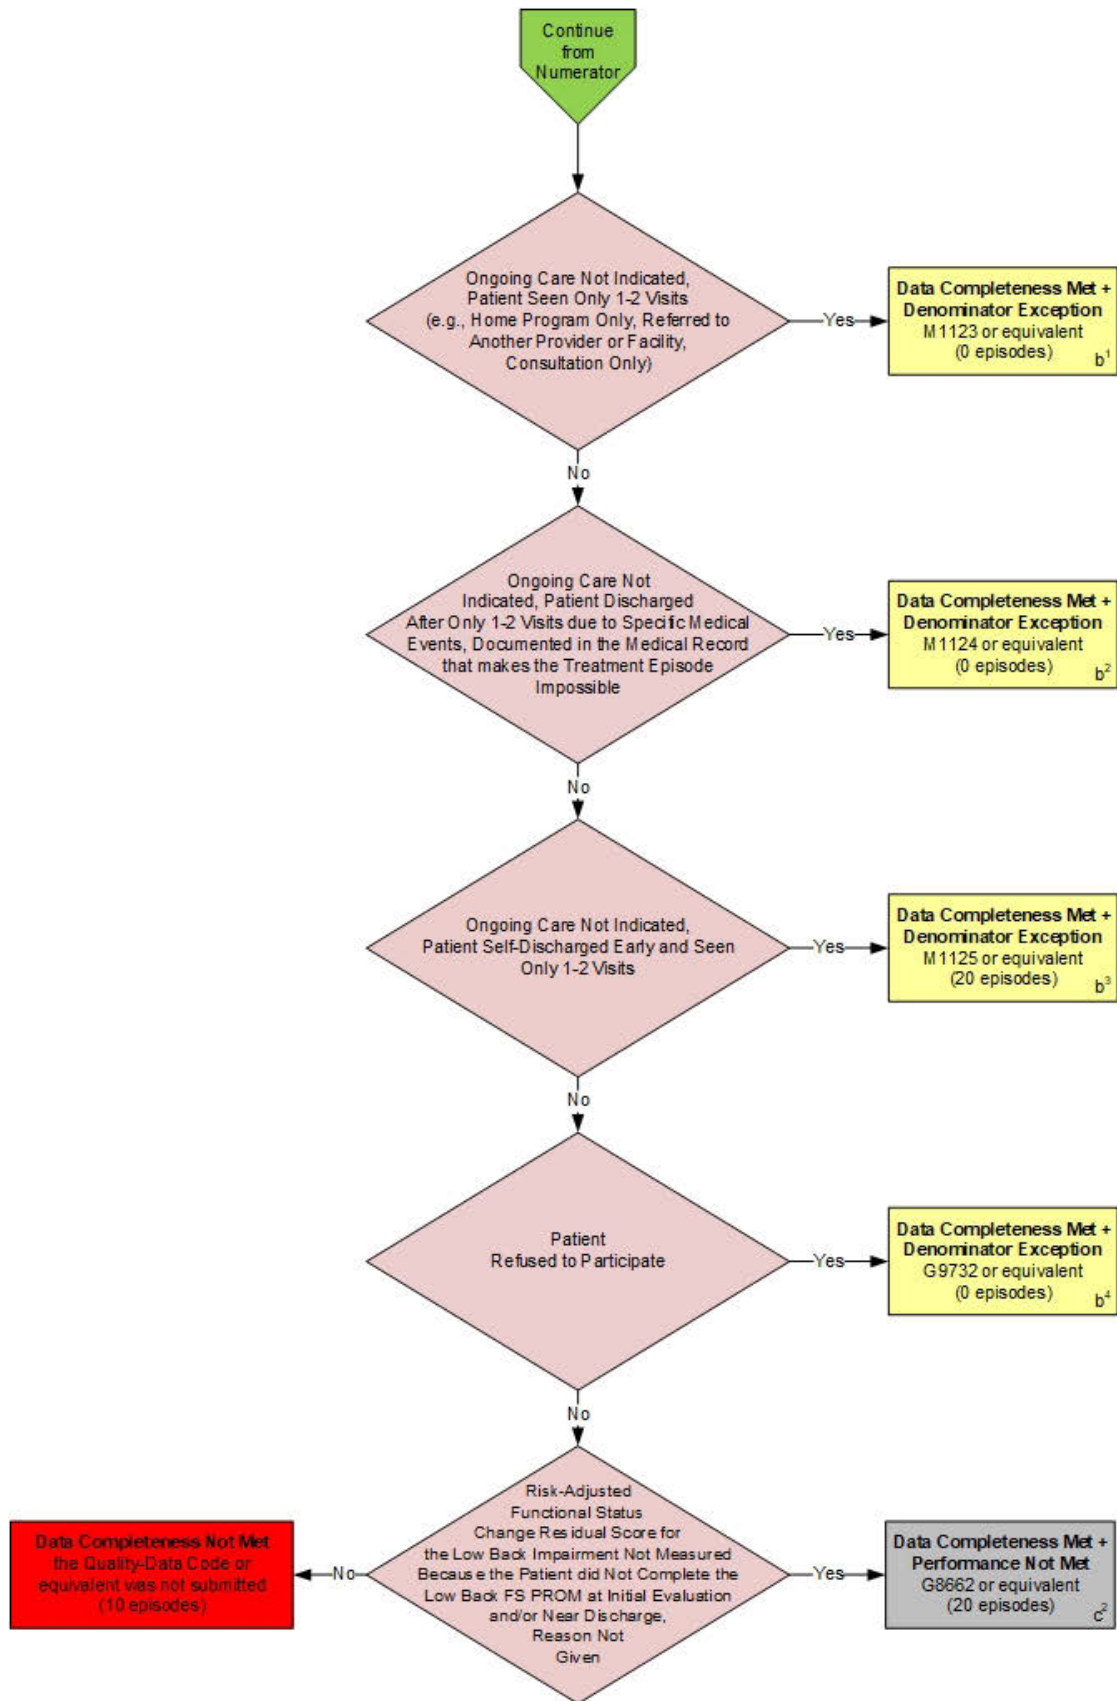 Continue
from
Numerator
Ongoing Care Not Indicated,
Patient Seen Only 1-2 Visits
(e.g., Home Program Only, Referred to
Another Provider or Facility,
Consultation Only)
Yes
Data Completeness Met +
Denominator Exception
M1123 or equivalent
(0 episodes)
b¹
No
Ongoing Care Not
Indicated, Patient Discharged
After Only 1-2 Visits due to Specific Medical
Events, Documented in the Medical Record
that makes the Treatment Episode
Impossible
Yes
Data Completeness Met +
Denominator Exception
M1124 or equivalent
(0 episodes)
b²
No
Ongoing Care Not Indicated,
Patient Self-Discharged Early and Seen
Only 1-2 Visits
Yes
Data Completeness Met +
Denominator Exception
M1125 or equivalent
(20 episodes)
b³
No
Patient
Refused to Participate
Yes
Data Completeness Met +
Denominator Exception
G9732 or equivalent
(0 episodes)
b⁴
No
Risk-Adjusted
Functional Status
Change Residual Score for
the Low Back Impairment Not Measured
Because the Patient did Not Complete the
Low Back FS PROM at Initial Evaluation
and/or Near Discharge,
Reason Not
Given
No
Data Completeness Not Met
the Quality-Data Code or
equivalent was not submitted
(10 episodes)
Yes
Data Completeness Met +
Performance Not Met
G8662 or equivalent
(20 episodes)
c²